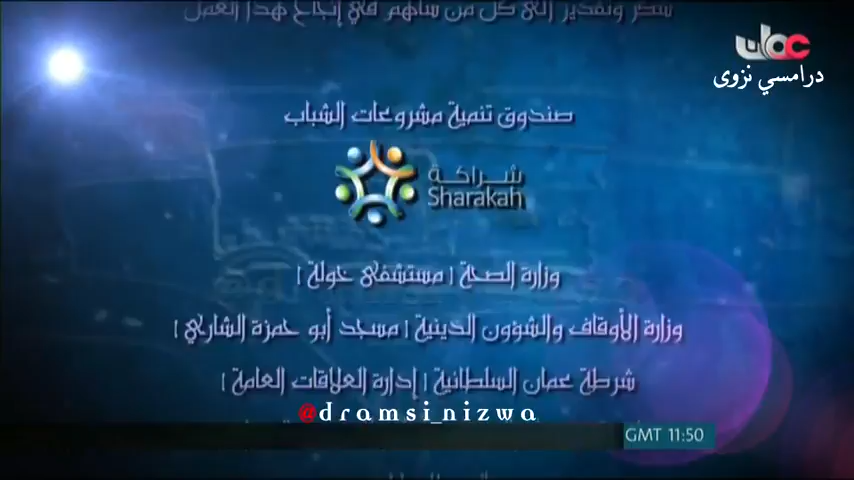 شكر وتقدير إلى كل من ساهم في إنجاح هذا العمل
عمان
درامسي نزوى
صندوق تنمية مشروعات الشباب
شراكة
Sharakah
وزارة الصحة [ مستشفى خولة ]
وزارة الأوقاف والشؤون الدينية [ مسجد أبو حمزة الشاري ]
شرطة عمان السلطانية [ إدارة العلاقات العامة ]
@dramsi_nizwa
GMT 11:50